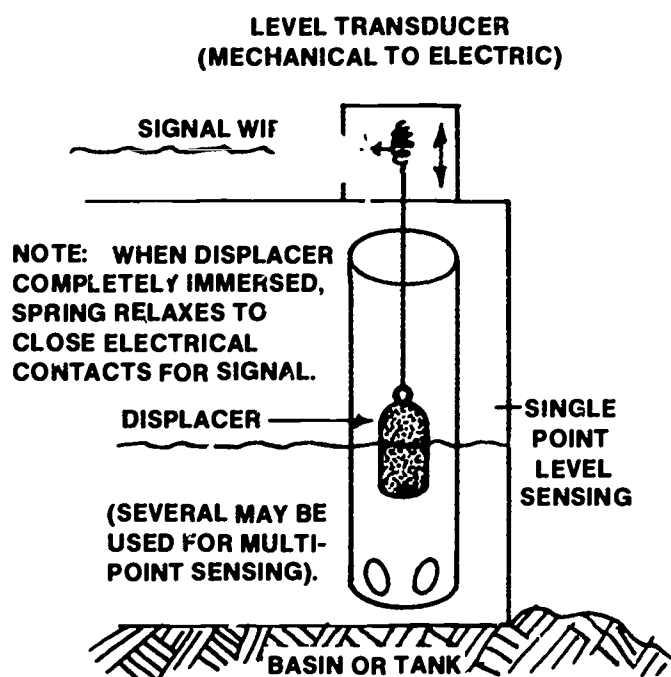 LEVEL TRANSDUCER
(MECHANICAL TO ELECTRIC)
SIGNAL
NOTE: WHEN DISPLACER
COMPLETELY IMMERSED,
SPRING RELAXES TO
CLOSE ELECTRICAL
CONTACTS FOR SIGNAL.
DISPLACER
SINGLE
POINT
LEVEL
SENSING
(SEVERAL MAY BE
USED FOR MULTI-
POINT SENSING).
BASIN OR TANK